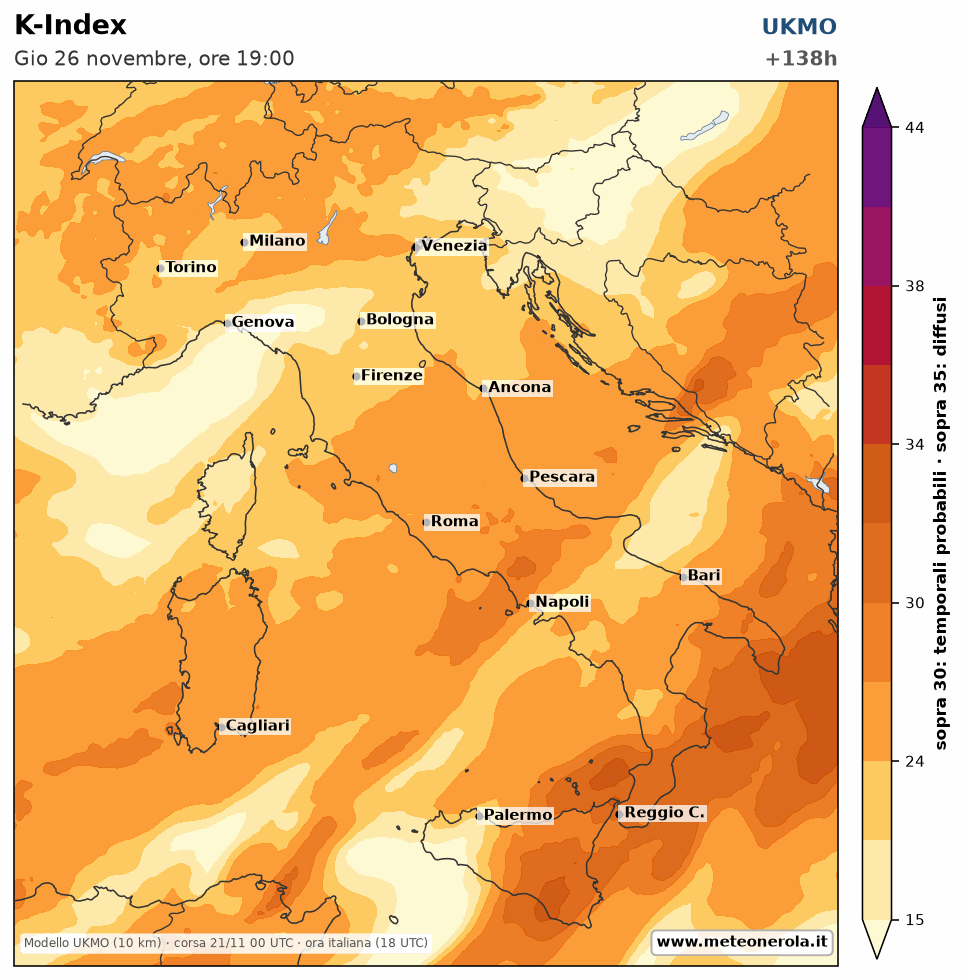 K-Index
UKMO
Gio 26 novembre, ore 19:00
+138h
Milano
Venezia
Torino
Genova
Bologna
Firenze
Ancona
Pescara
Roma
Bari
Napoli
Cagliari
Palermo
Reggio C.
44
38
34
30
24
15
sopra 30: temporali probabili · sopra 35: diffusi
Modello UKMO (10 km) · corsa 21/11 00 UTC · ora italiana (18 UTC)
www.meteonerola.it